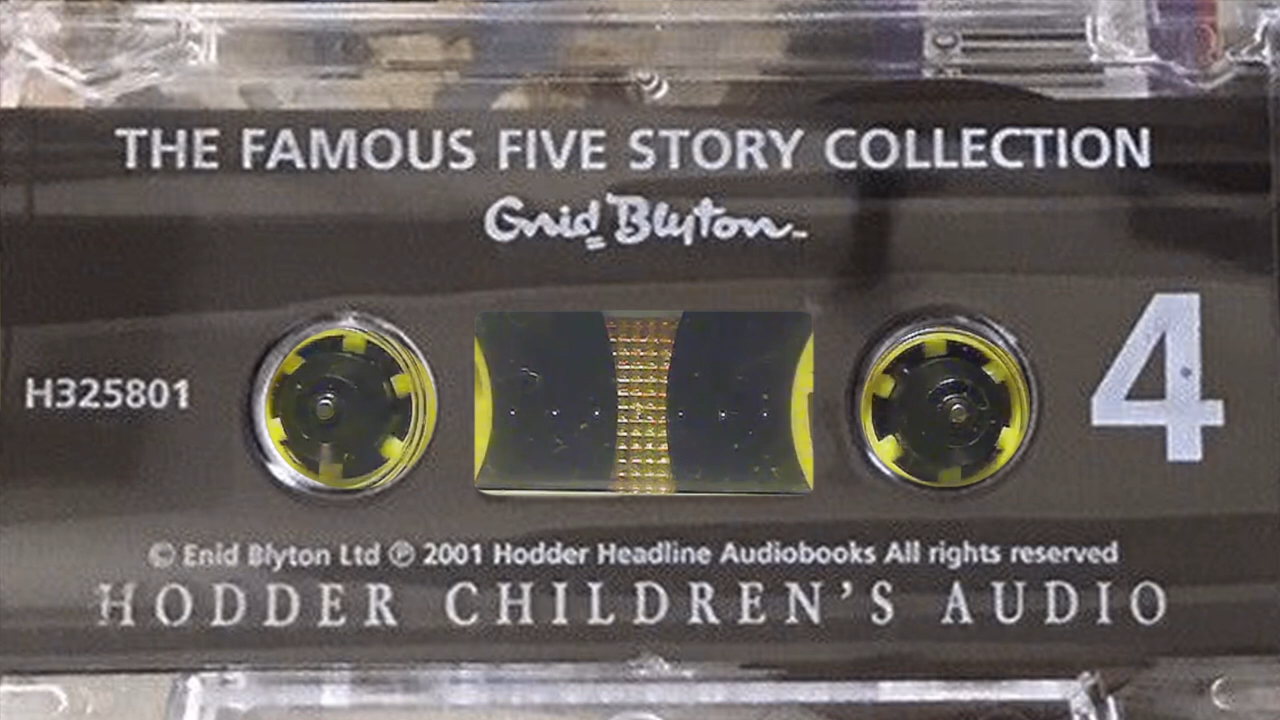 THE FAMOUS FIVE STORY COLLECTION
Enid Blyton™
H325801
4
© Enid Blyton Ltd ℗ 2001 Hodder Headline Audiobooks All rights reserved
HODDER CHILDREN'S AUDIO